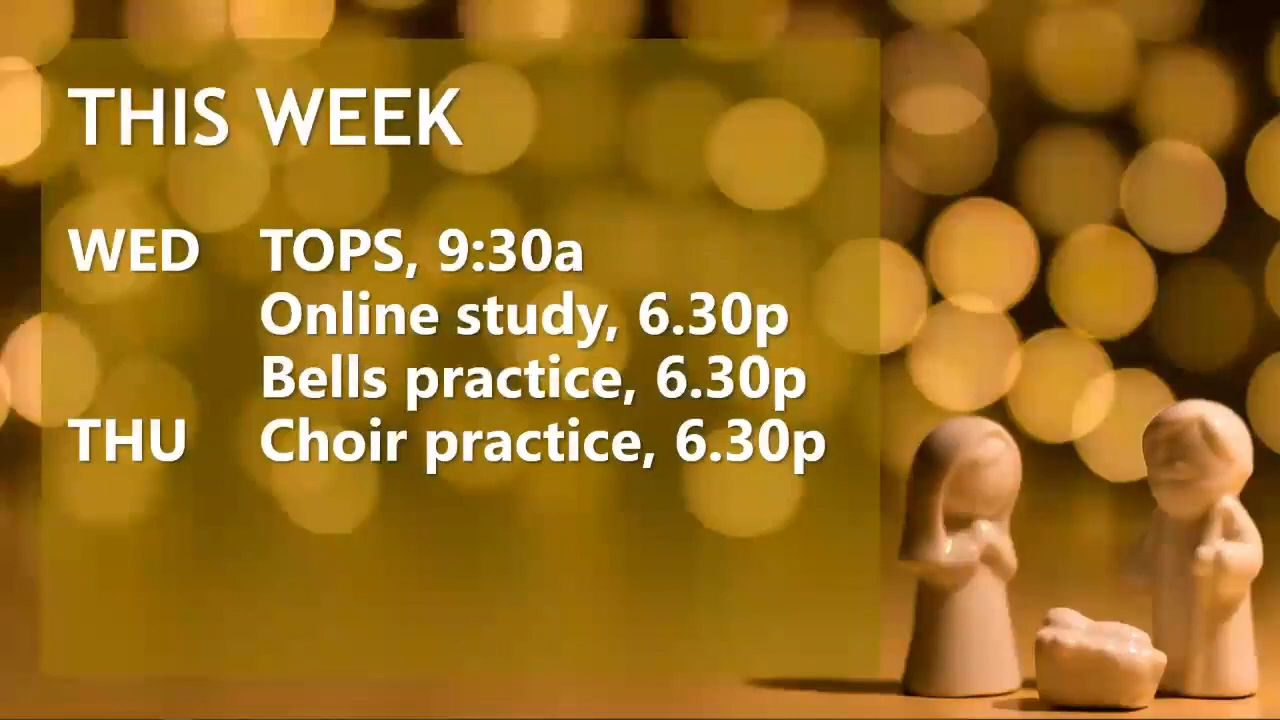 THIS WEEK
WED TOPS, 9:30a
Online study, 6.30p
Bells practice, 6.30p
THU Choir practice, 6.30p